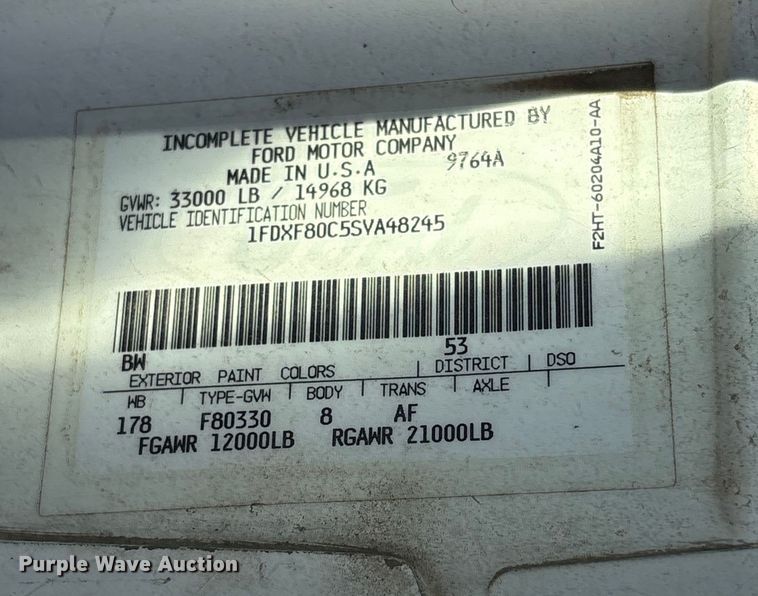 INCOMPLETE VEHICLE MANUFACTURED BY
FORD MOTOR COMPANY
MADE IN U.S.A 9764A
GVWR: 33000 LB / 14968 KG
VEHICLE IDENTIFICATION NUMBER
1FDXF80C5SVA48245
F2HT-60204A10-AA
BW 53
EXTERIOR PAINT COLORS DISTRICT DSO
WB TYPE-GVW BODY TRANS AXLE
178 F80330 8 AF
FGAWR 12000LB RGAWR 21000LB
Purple Wave Auction